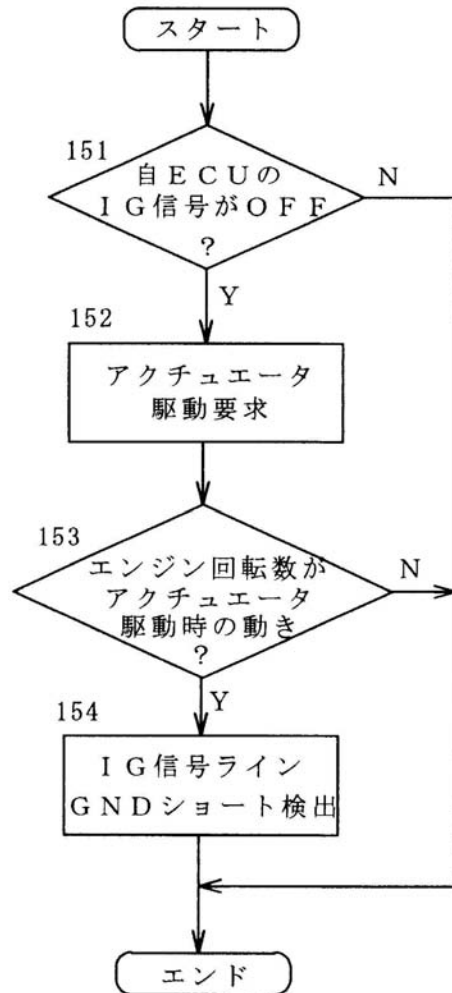 スタート
151
自ECUの
IG信号がOFF
?
N
Y
152
アクチュエータ
駆動要求
153
エンジン回転数が
アクチュエータ
駆動時の動き
?
N
Y
154
IG信号ライン
GNDショート検出
エンド